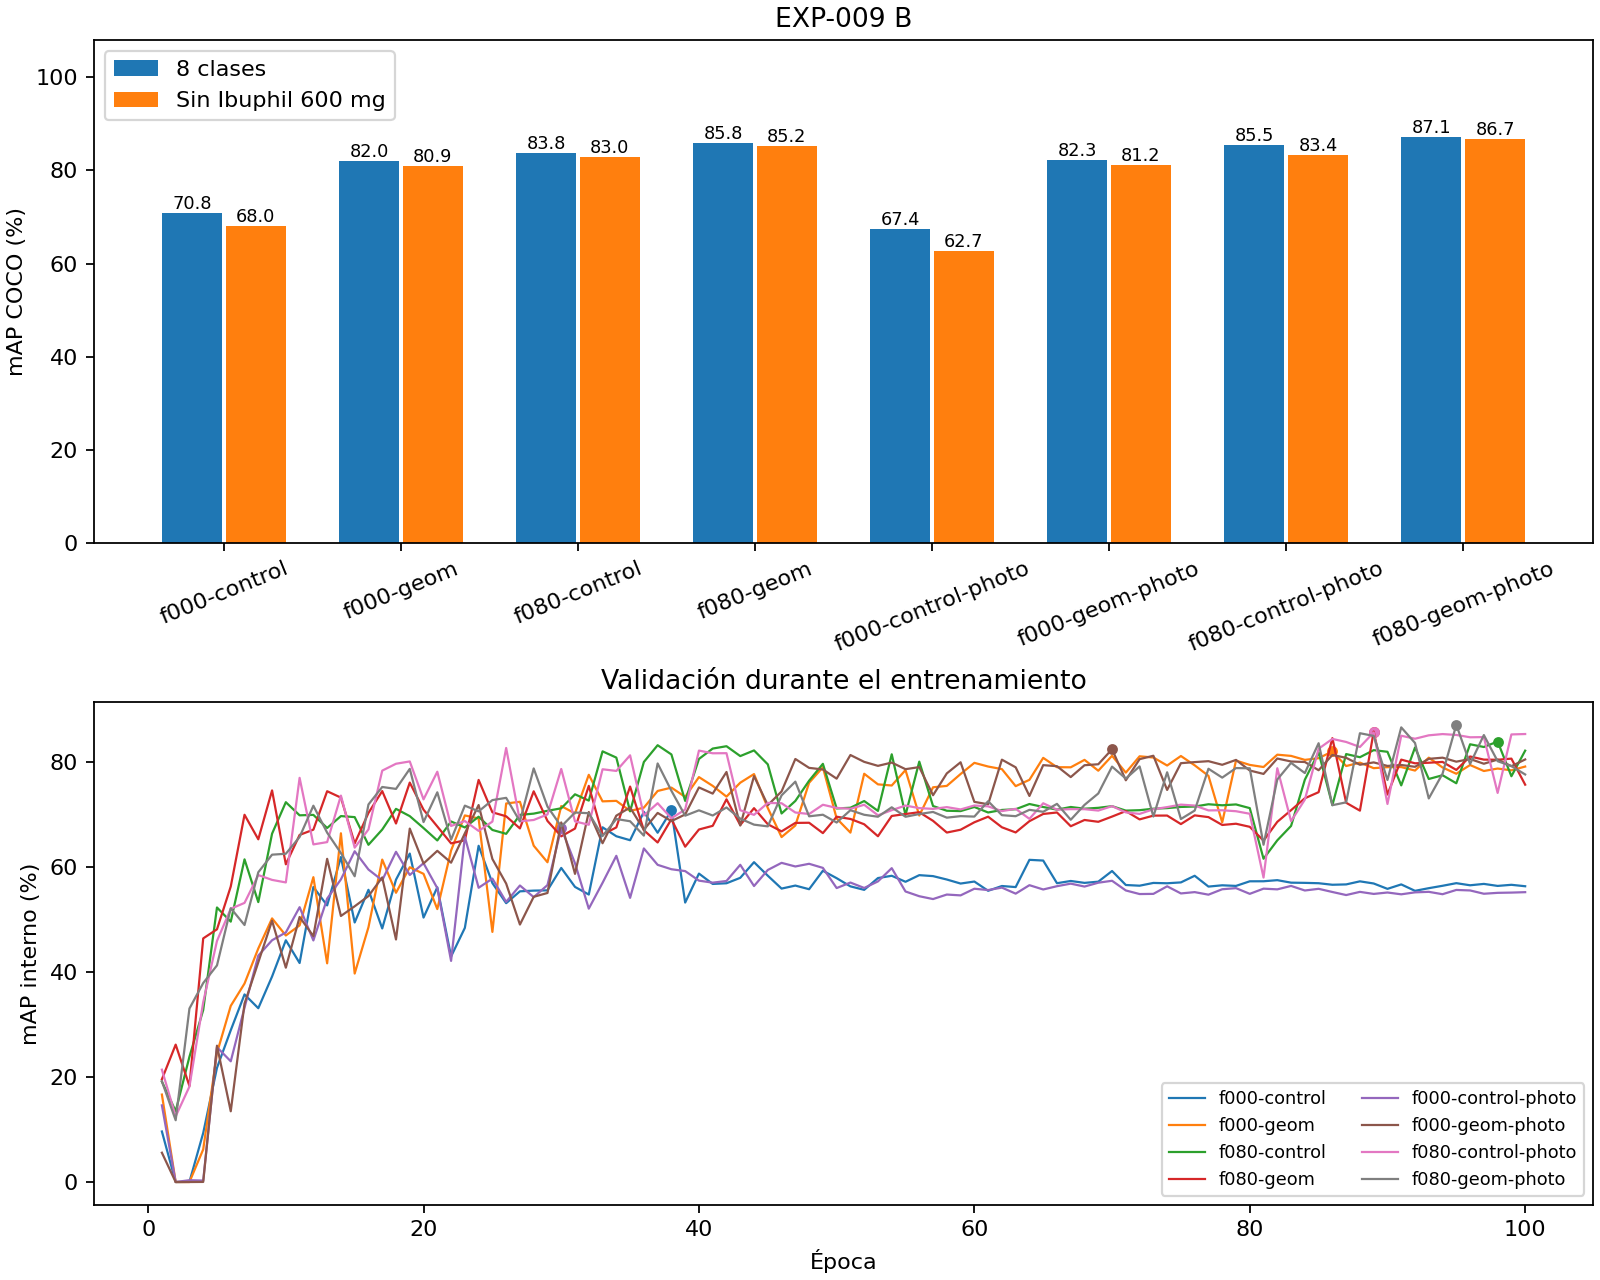 EXP-009 B
mAP COCO (%)
100
80
60
40
20
0
8 clases
Sin Ibuphil 600 mg
70.8 68.0 82.0 80.9 83.8 83.0 85.8 85.2 67.4 62.7 82.3 81.2 85.5 83.4 87.1 86.7
f000-control f000-geom f080-control f080-geom f000-control-photo f000-geom-photo f080-control-photo f080-geom-photo
Validación durante el entrenamiento
mAP interno (%)
80
60
40
20
0
f000-control f000-control-photo
f000-geom f000-geom-photo
f080-control f080-control-photo
f080-geom f080-geom-photo
0 20 40 60 80 100
Época